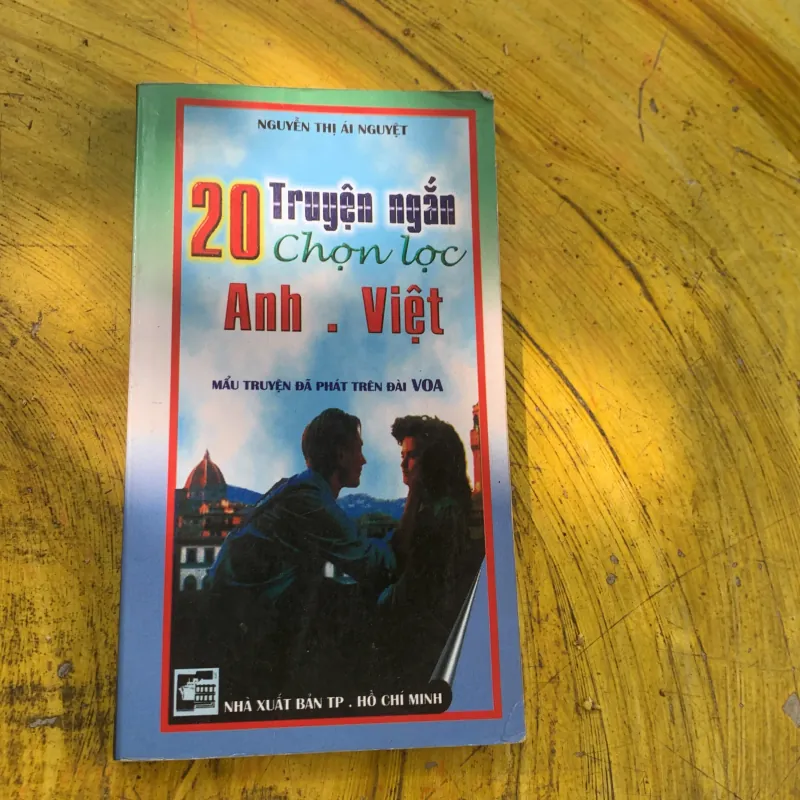 NGUYỄN THỊ ÁI NGUYỆT
20 Truyện ngắn
Chọn lọc
Anh . Việt
MẨU TRUYỆN ĐÃ PHÁT TRÊN ĐÀI VOA
NHÀ XUẤT BẢN TP . HỒ CHÍ MINH